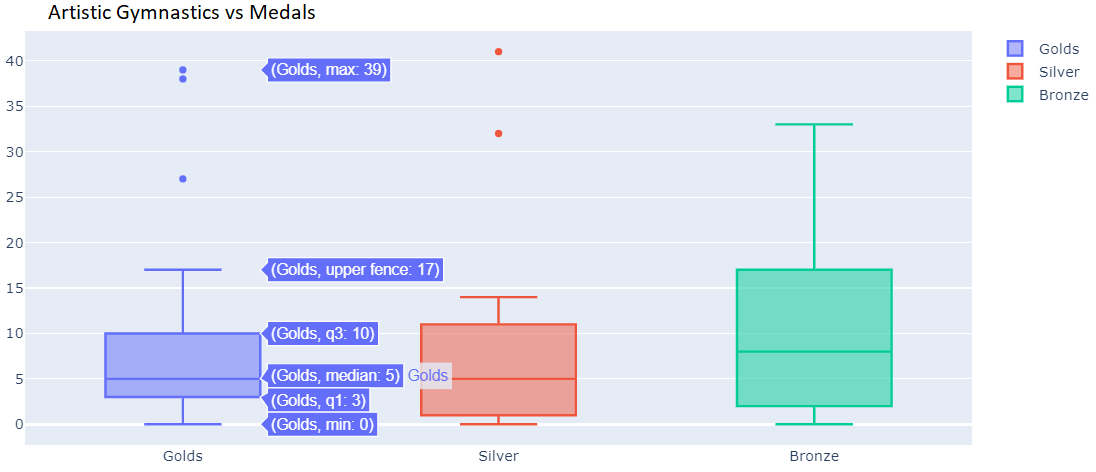 Artistic Gymnastics vs Medals
40
35
30
25
20
15
10
5
0
(Golds, max: 39)
(Golds, upper fence: 17)
(Golds, q3: 10)
(Golds, median: 5) Golds
(Golds, q1: 3)
(Golds, min: 0)
Golds
Silver
Bronze
Golds
Silver
Bronze